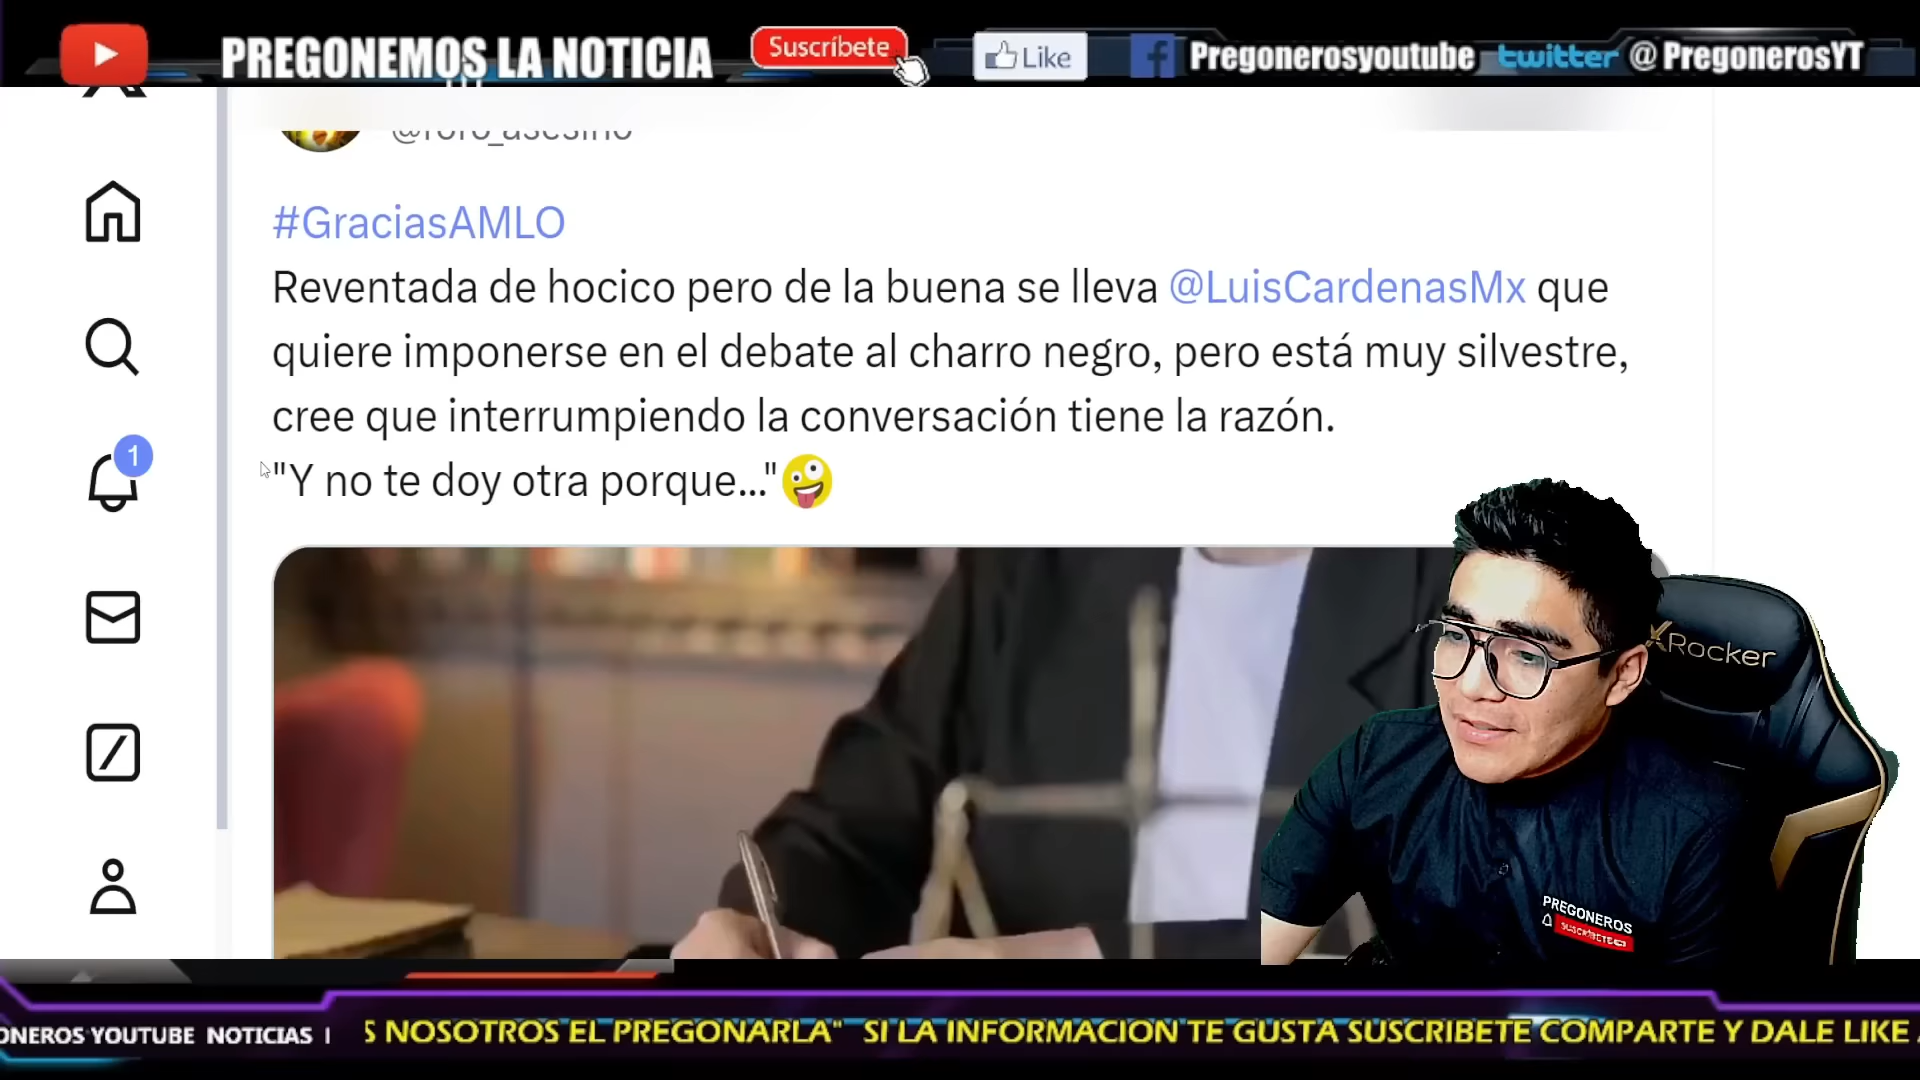 PREGONEMOS LA NOTICIA
Suscríbete
Like
Pregonerosyoutube
twitter @PregonerosYT
#GraciasAMLO
Reventada de hocico pero de la buena se lleva @LuisCardenasMx que
quiere imponerse en el debate al charro negro, pero está muy silvestre,
cree que interrumpiendo la conversación tiene la razón.
"Y no te doy otra porque..."🤪
1
XRocker
PREGONEROS
SUSCRÍBETE
ONEROS YOUTUBE NOTICIAS |
S NOSOTROS EL PREGONARLA" SI LA INFORMACION TE GUSTA SUSCRIBETE COMPARTE Y DALE LIKE